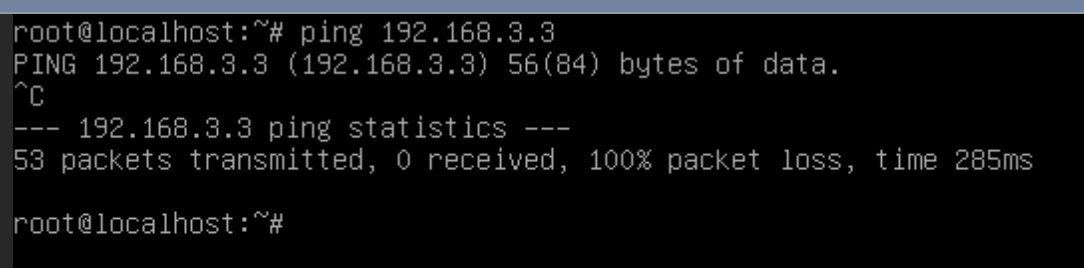 root@localhost:~# ping 192.168.3.3
PING 192.168.3.3 (192.168.3.3) 56(84) bytes of data.
^C
--- 192.168.3.3 ping statistics ---
53 packets transmitted, 0 received, 100% packet loss, time 285ms
root@localhost:~#